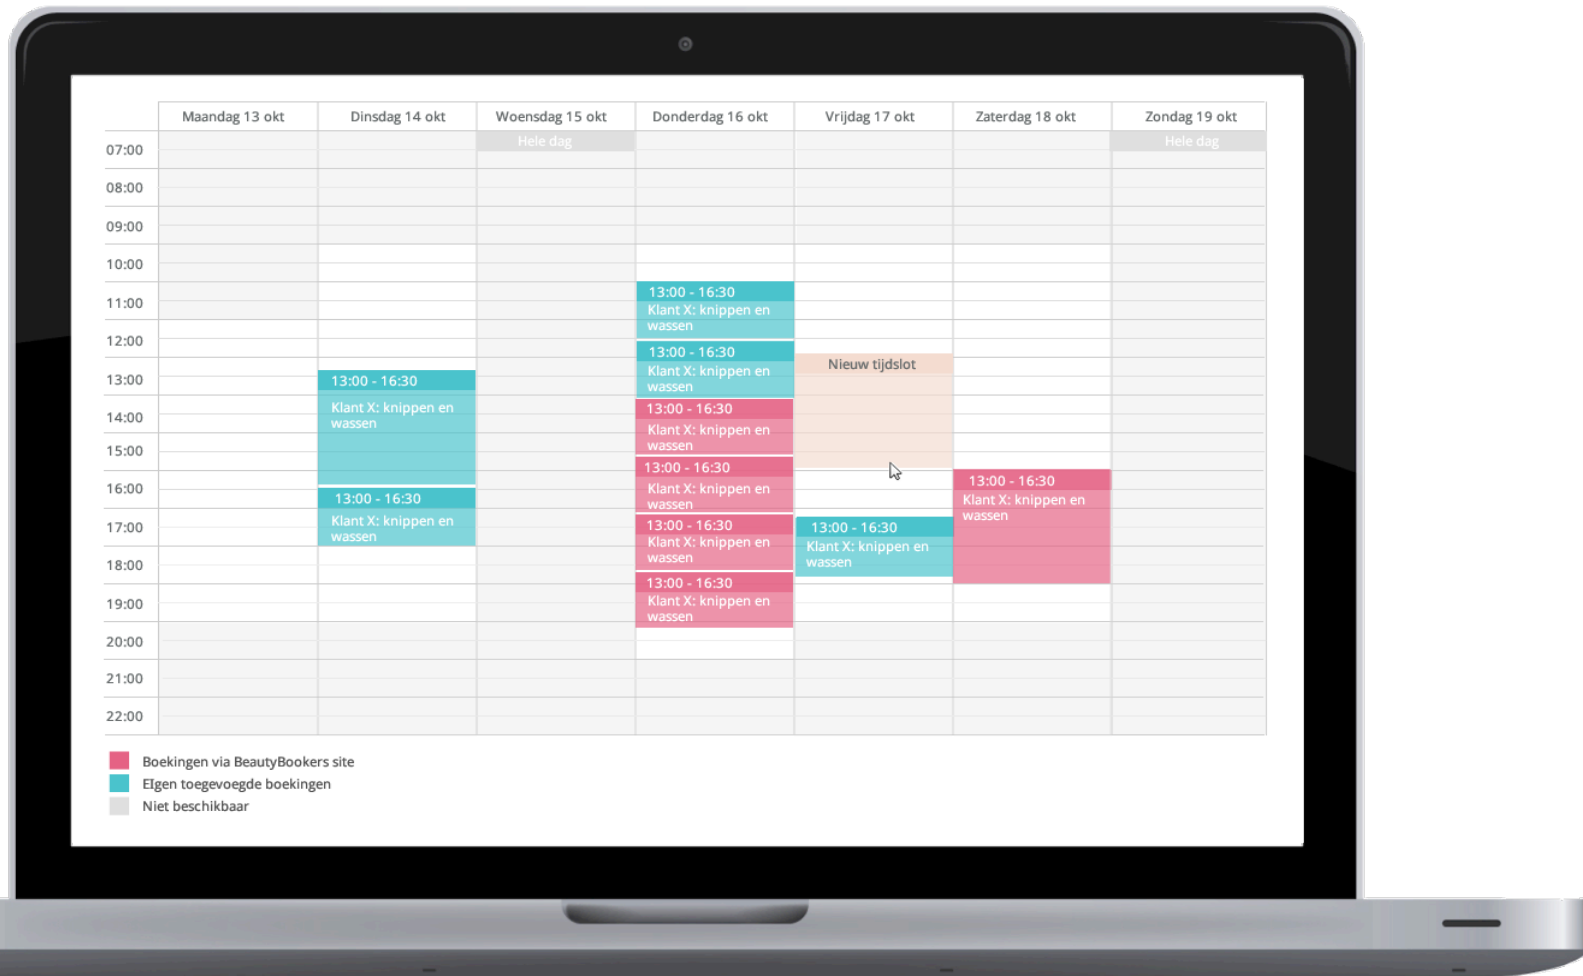 Maandag 13 okt
Dinsdag 14 okt
Woensdag 15 okt
Donderdag 16 okt
Vrijdag 17 okt
Zaterdag 18 okt
Zondag 19 okt
Hele dag
Hele dag
07:00
08:00
09:00
10:00
11:00
12:00
13:00
14:00
15:00
16:00
17:00
18:00
19:00
20:00
21:00
22:00
13:00 - 16:30
Klant X: knippen en
wassen
13:00 - 16:30
Klant X: knippen en
wassen
13:00 - 16:30
Klant X: knippen en
wassen
13:00 - 16:30
Klant X: knippen en
wassen
13:00 - 16:30
Klant X: knippen en
wassen
13:00 - 16:30
Klant X: knippen en
wassen
13:00 - 16:30
Klant X: knippen en
wassen
13:00 - 16:30
Klant X: knippen en
wassen
Nieuw tijdslot
13:00 - 16:30
Klant X: knippen en
wassen
13:00 - 16:30
Klant X: knippen en
wassen
Boekingen via BeautyBookers site
EIgen toegevoegde boekingen
Niet beschikbaar